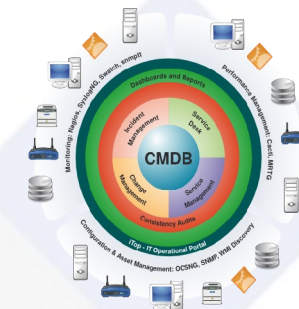 Monitoring: Nagios, SyslogNG, Swatch, snmptt
Performance Management: Cacti, MRTG
Dashboards and Reports
Incident
Management
Service
Desk
CMDB
Change
Management
Service
Management
Consistency Audits
iTop - IT Operational Portal
Configuration & Asset Management: OCSNG, SNMP, WMI Discovery